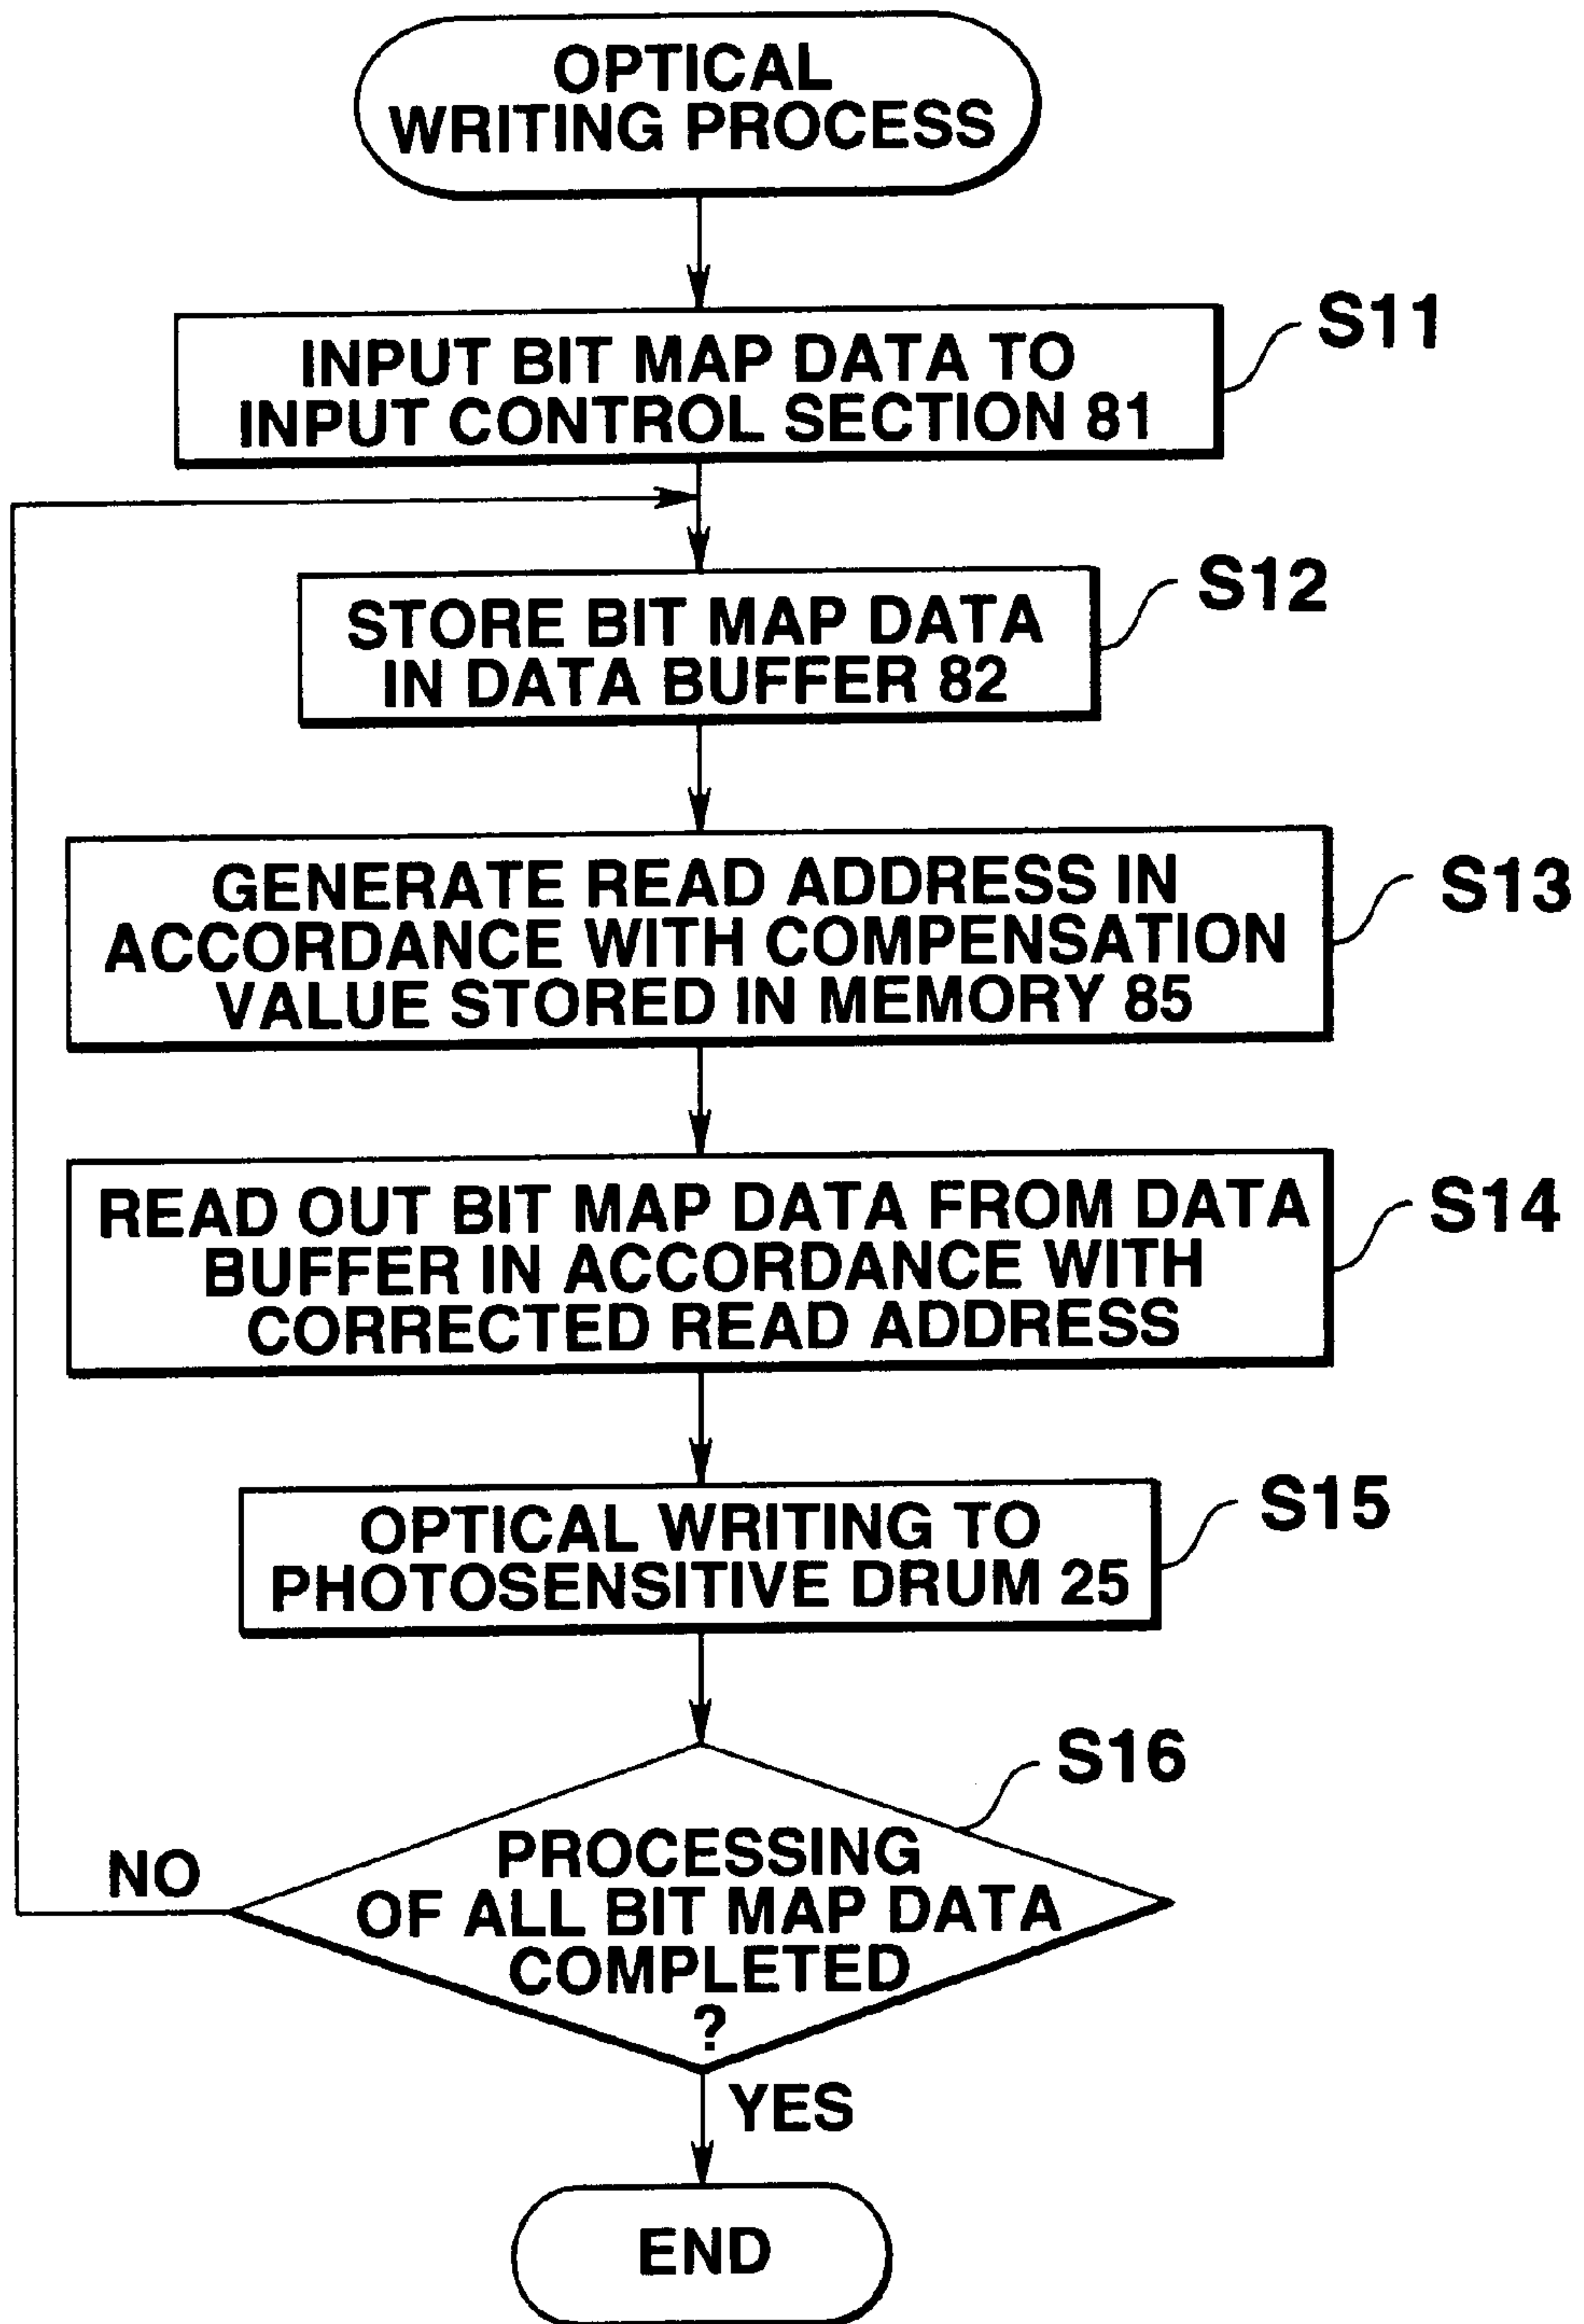 OPTICAL
WRITING PROCESS
S11
INPUT BIT MAP DATA TO
INPUT CONTROL SECTION 81
S12
STORE BIT MAP DATA
IN DATA BUFFER 82
S13
GENERATE READ ADDRESS IN
ACCORDANCE WITH COMPENSATION
VALUE STORED IN MEMORY 85
S14
READ OUT BIT MAP DATA FROM DATA
BUFFER IN ACCORDANCE WITH
CORRECTED READ ADDRESS
S15
OPTICAL WRITING TO
PHOTOSENSITIVE DRUM 25
S16
PROCESSING
OF ALL BIT MAP DATA
COMPLETED
?
NO
YES
END